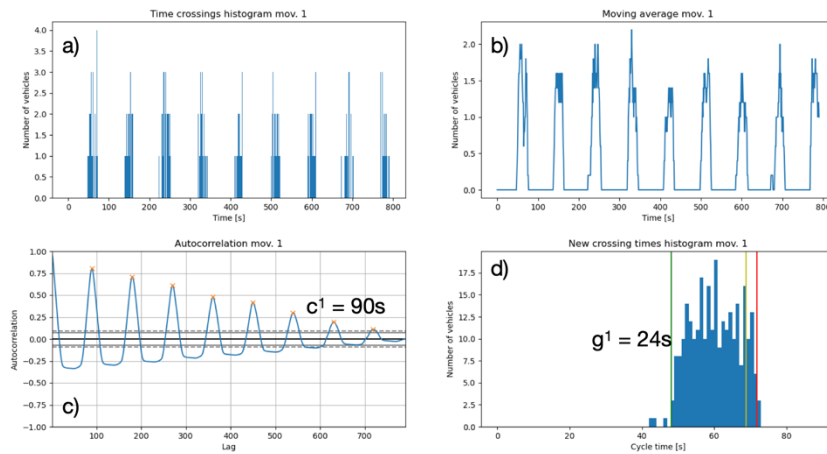 Time crossings histogram mov. 1
a)
Number of vehicles
4.0
3.5
3.0
2.5
2.0
1.5
1.0
0.5
0.0
0 100 200 300 400 500 600 700 800
Time [s]
Moving average mov. 1
b)
Number of vehicles
2.0
1.5
1.0
0.5
0.0
0 100 200 300 400 500 600 700 800
Time [s]
Autocorrelation mov. 1
c¹ = 90s
c)
Autocorrelation
1.00
0.75
0.50
0.25
0.00
−0.25
−0.50
−0.75
−1.00
100 200 300 400 500 600 700
Lag
New crossing times histogram mov. 1
d)
g¹ = 24s
Number of vehicles
17.5
15.0
12.5
10.0
7.5
5.0
2.5
0.0
0 20 40 60 80
Cycle time [s]